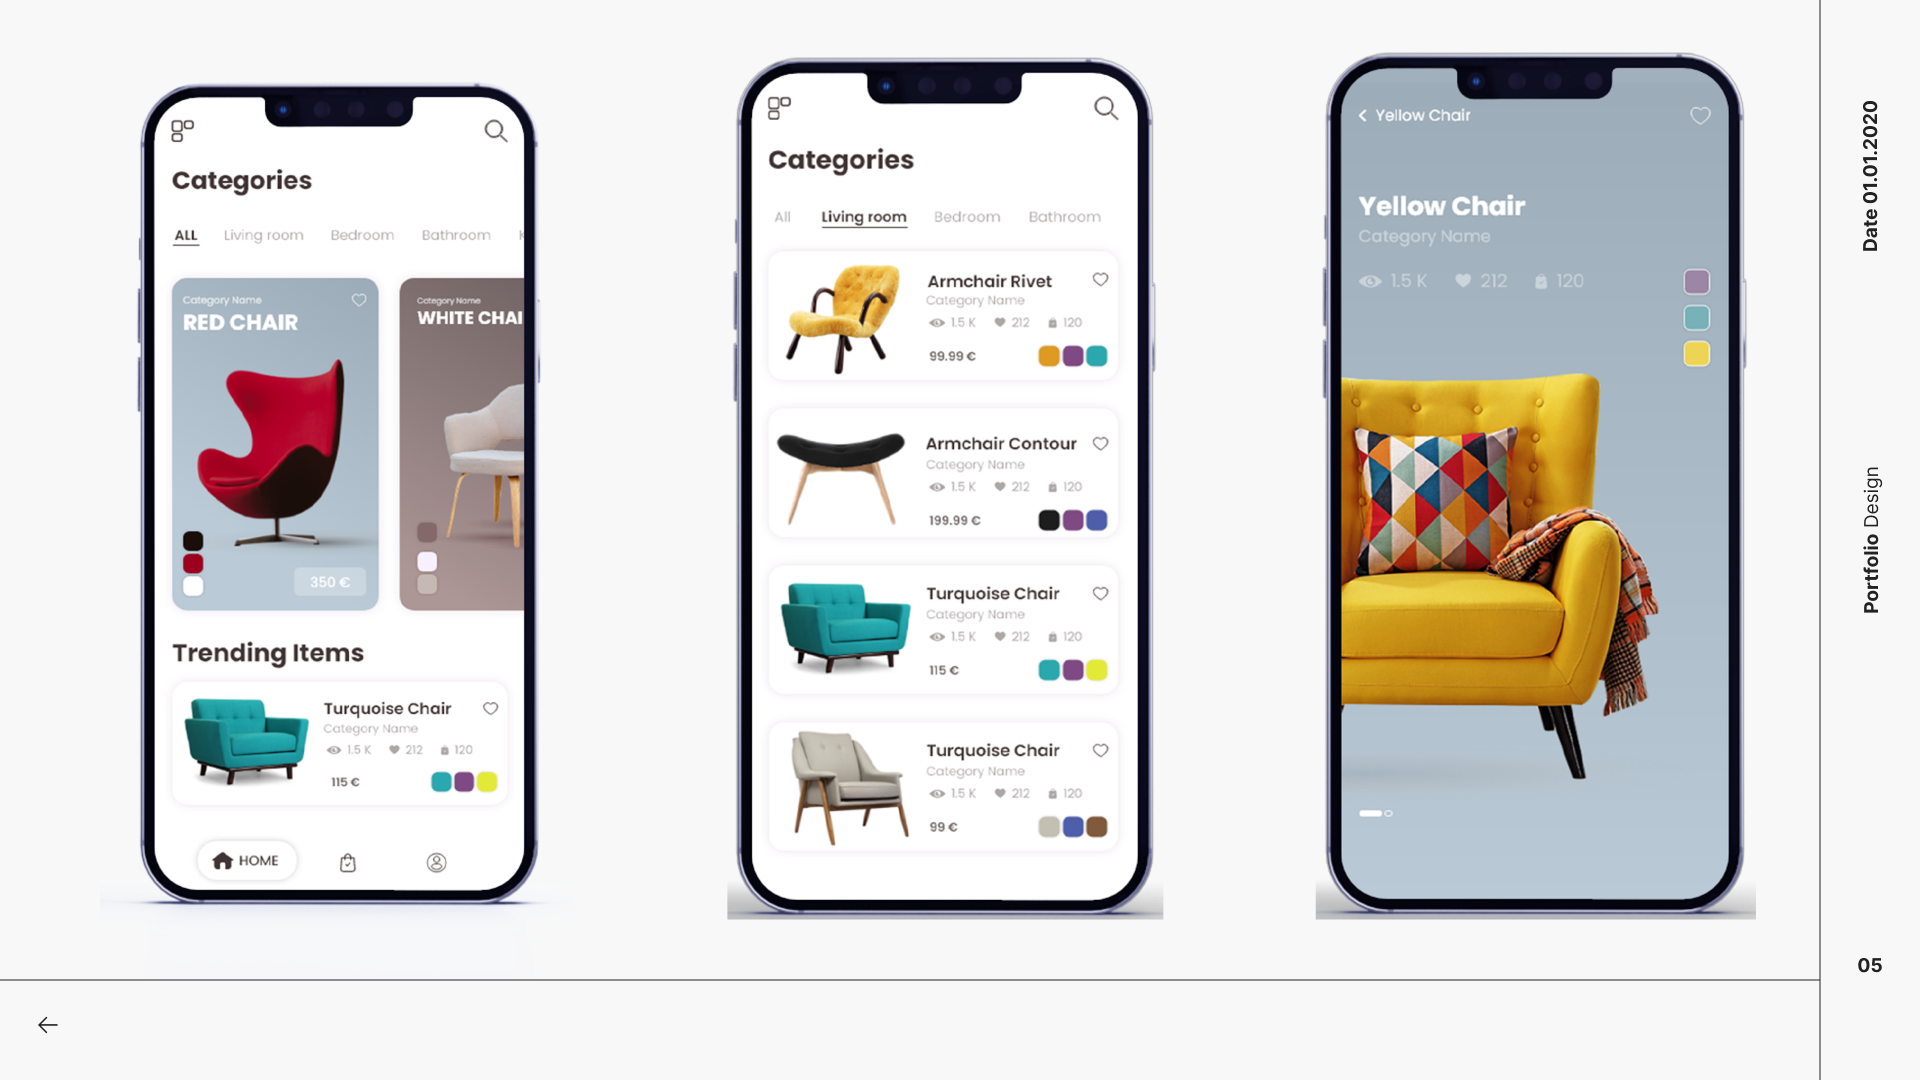 Categories
ALL Living room Bedroom Bathroom
Category Name
RED CHAIR
350 €
Category Name
WHITE CHAI
Trending Items
Turquoise Chair
Category Name
1.5 K 212 120
115 €
HOME
Categories
All Living room Bedroom Bathroom
Armchair Rivet
Category Name
1.5 K 212 120
99.99 €
Armchair Contour
Category Name
1.5 K 212 120
199.99 €
Turquoise Chair
Category Name
1.5 K 212 120
115 €
Turquoise Chair
Category Name
1.5 K 212 120
99 €
Yellow Chair
Yellow Chair
Category Name
1.5 K 212 120
Date 01.01.2020
Portfolio Design
05